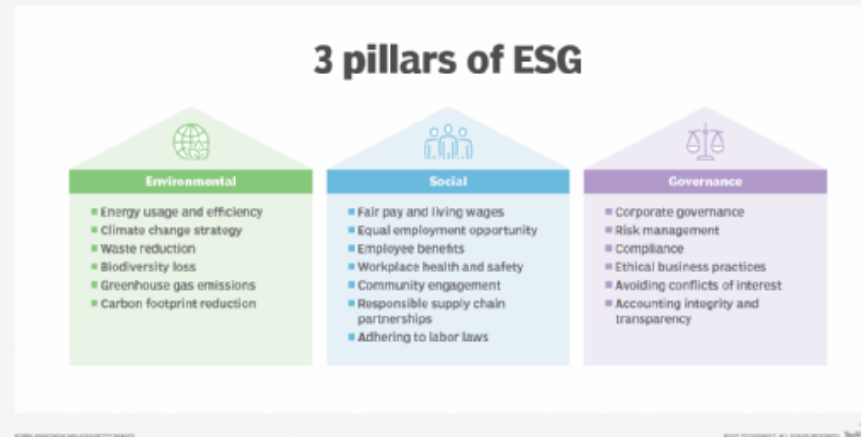 3 pillars of ESG
Environmental
Energy usage and efficiency
Climate change strategy
Waste reduction
Biodiversity loss
Greenhouse gas emissions
Carbon footprint reduction
Social
Fair pay and living wages
Equal employment opportunity
Employee benefits
Workplace health and safety
Community engagement
Responsible supply chain
partnerships
Adhering to labor laws
Governance
Corporate governance
Risk management
Compliance
Ethical business practices
Avoiding conflicts of interest
Accounting integrity and
transparency